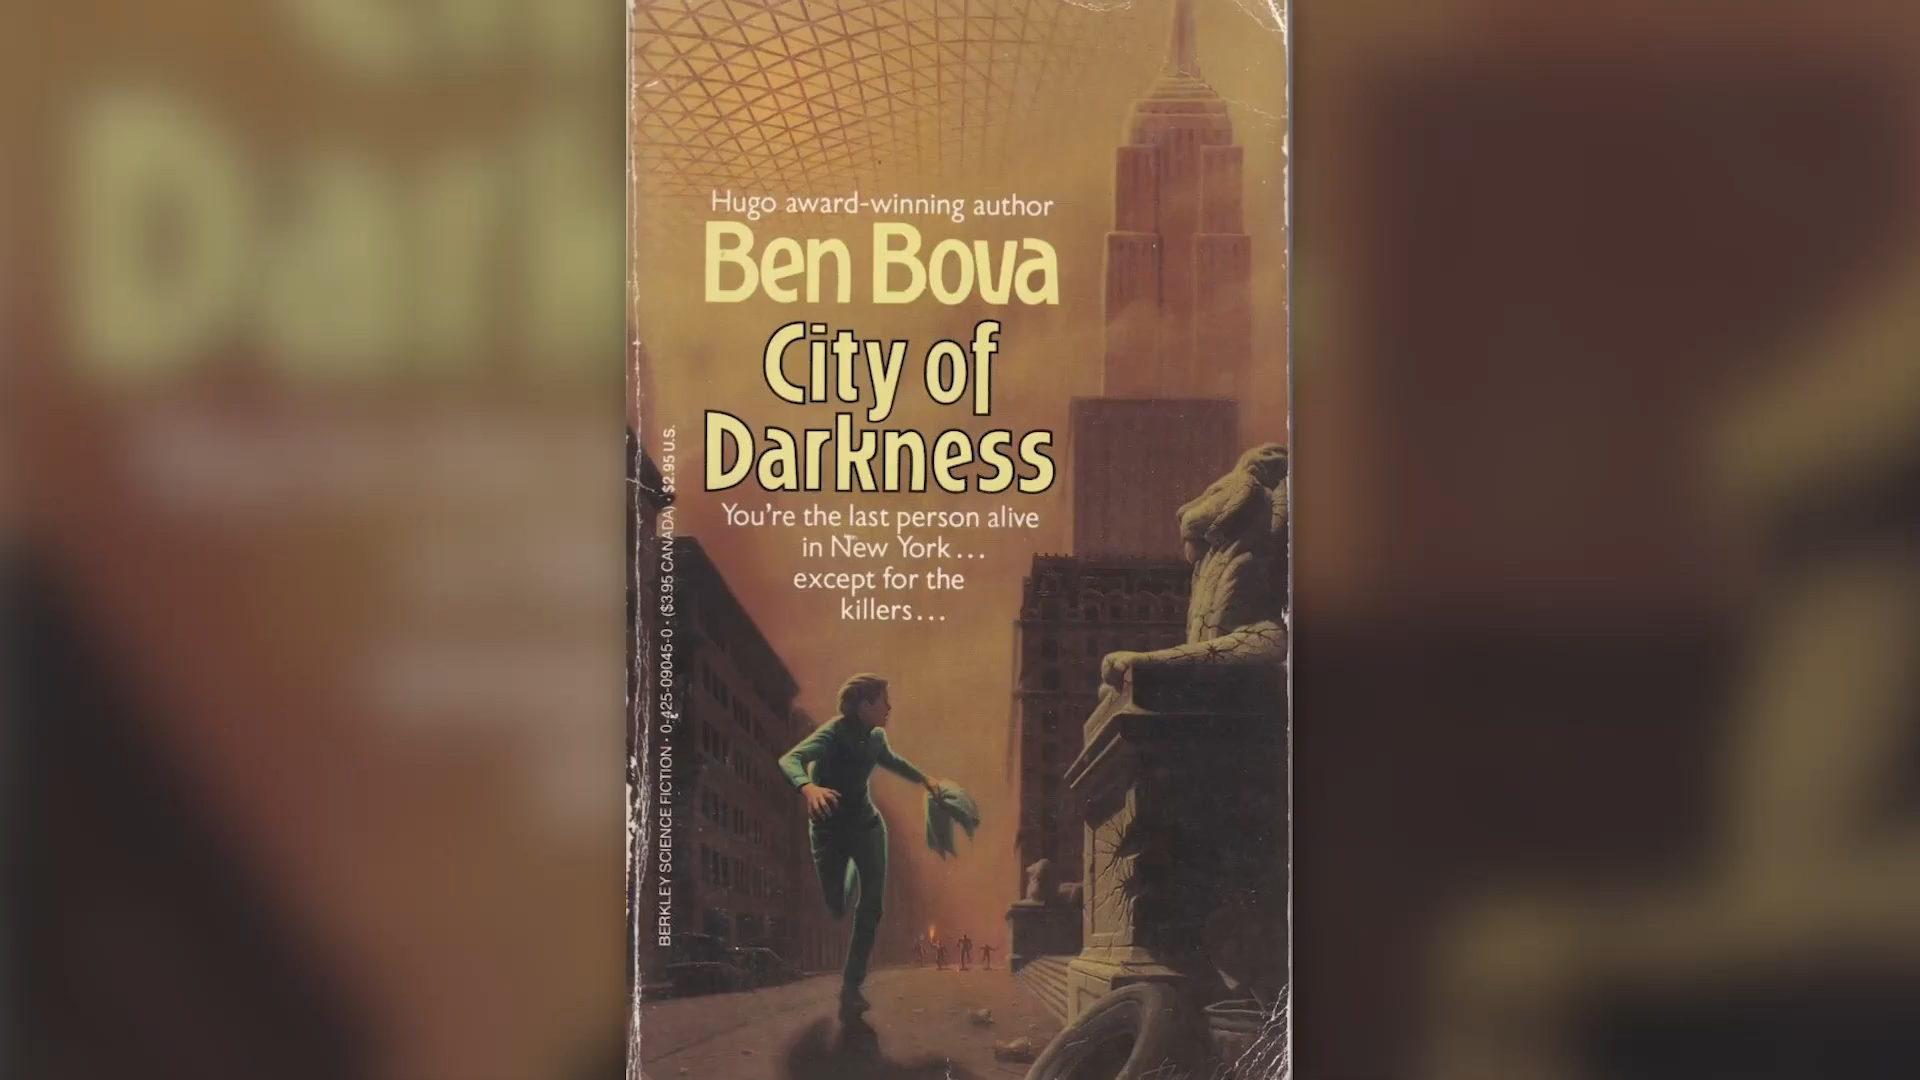 Hugo award-winning author
Ben Bova
City of
Darkness
You're the last person alive
in New York...
except for the
killers...
BERKLEY SCIENCE FICTION • 0-425-09045-0 • ($3.95 CANADA) • $2.95 U.S.